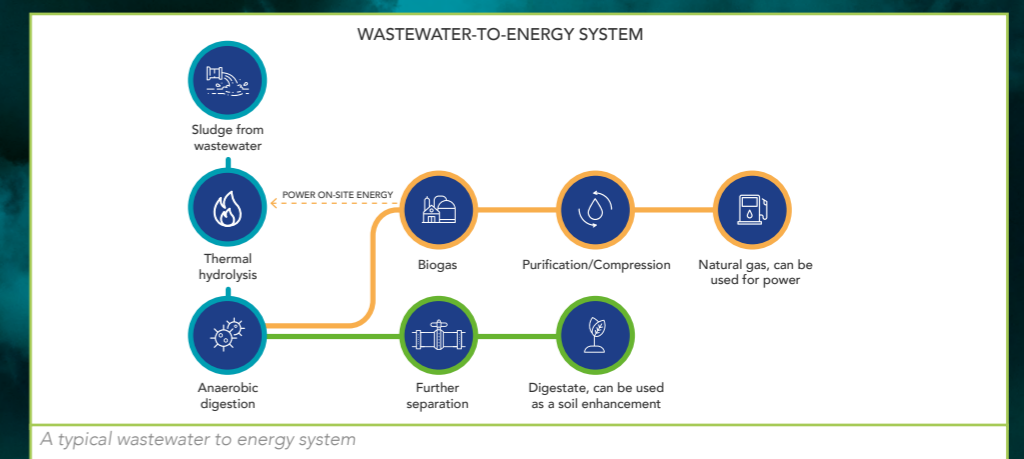 WASTEWATER-TO-ENERGY SYSTEM
Sludge from
wastewater
POWER ON-SITE ENERGY
Thermal
hydrolysis
Biogas
Purification/Compression
Natural gas, can be
used for power
Anaerobic
digestion
Further
separation
Digestate, can be used
as a soil enhancement
A typical wastewater to energy system